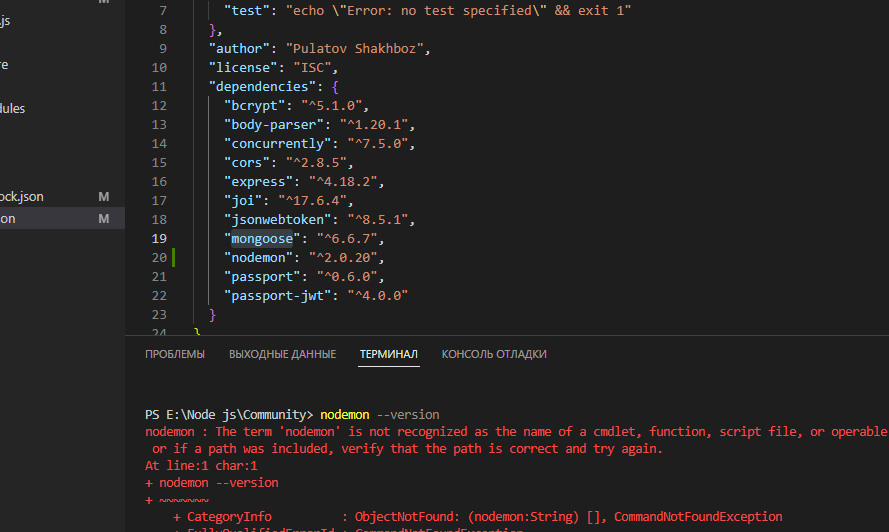 js
re
dules
ock.json M
on M
7 "test": "echo \"Error: no test specified\" && exit 1"
8 },
9 "author": "Pulatov Shakhboz",
10 "license": "ISC",
11 "dependencies": {
12 "bcrypt": "^5.1.0",
13 "body-parser": "^1.20.1",
14 "concurrently": "^7.5.0",
15 "cors": "^2.8.5",
16 "express": "^4.18.2",
17 "joi": "^17.6.4",
18 "jsonwebtoken": "^8.5.1",
19 "mongoose": "^6.6.7",
20 "nodemon": "^2.0.20",
21 "passport": "^0.6.0",
22 "passport-jwt": "^4.0.0"
23 }
24 }
ПРОБЛЕМЫ ВЫХОДНЫЕ ДАННЫЕ ТЕРМИНАЛ КОНСОЛЬ ОТЛАДКИ
PS E:\Node js\Community> nodemon --version
nodemon : The term 'nodemon' is not recognized as the name of a cmdlet, function, script file, or operable
or if a path was included, verify that the path is correct and try again.
At line:1 char:1
+ nodemon --version
+ ~~~~~~~
+ CategoryInfo : ObjectNotFound: (nodemon:String) [], CommandNotFoundException
+ FullyQualifiedErrorId : CommandNotFoundException